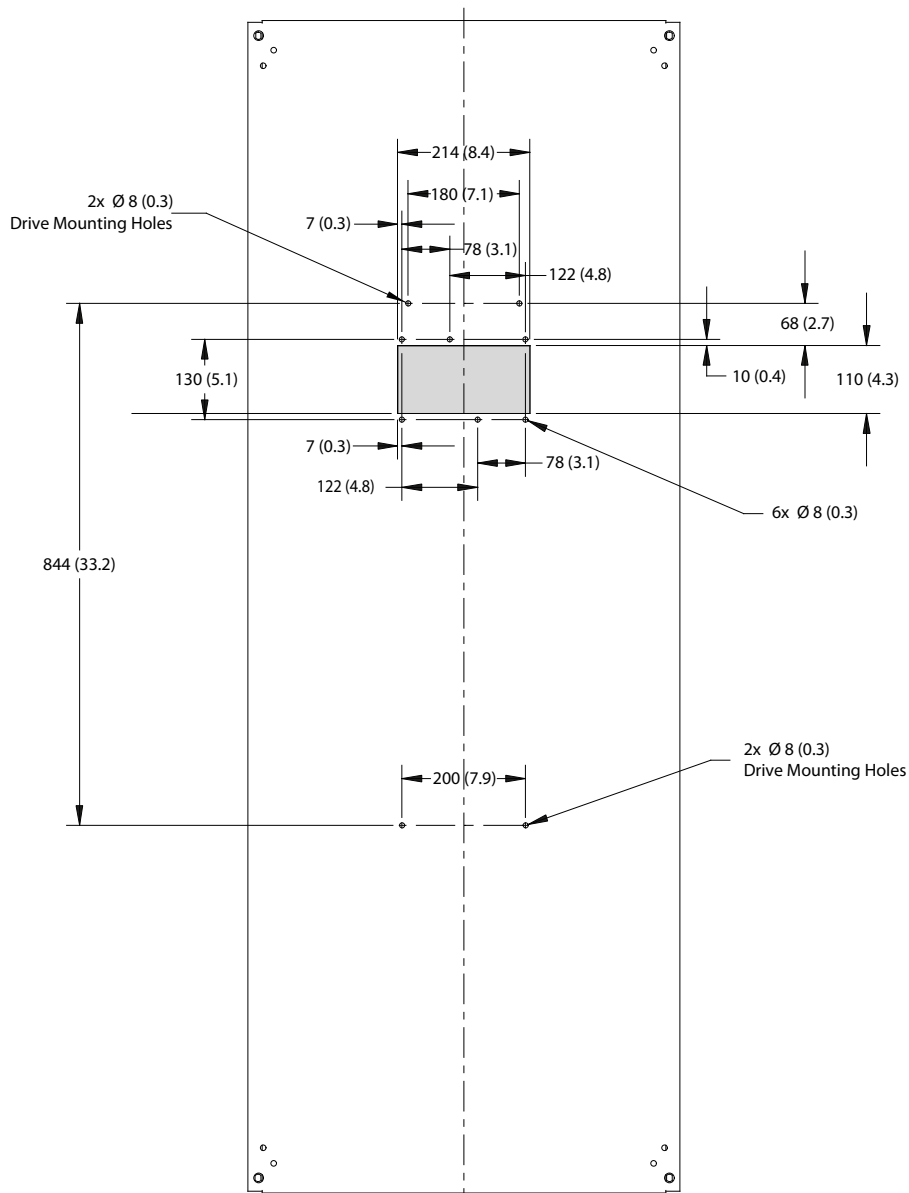 214 (8.4)
180 (7.1)
2x Ø 8 (0.3)
Drive Mounting Holes
7 (0.3)
78 (3.1)
122 (4.8)
68 (2.7)
130 (5.1)
10 (0.4)
110 (4.3)
7 (0.3)
78 (3.1)
122 (4.8)
6x Ø 8 (0.3)
844 (33.2)
2x Ø 8 (0.3)
Drive Mounting Holes
200 (7.9)